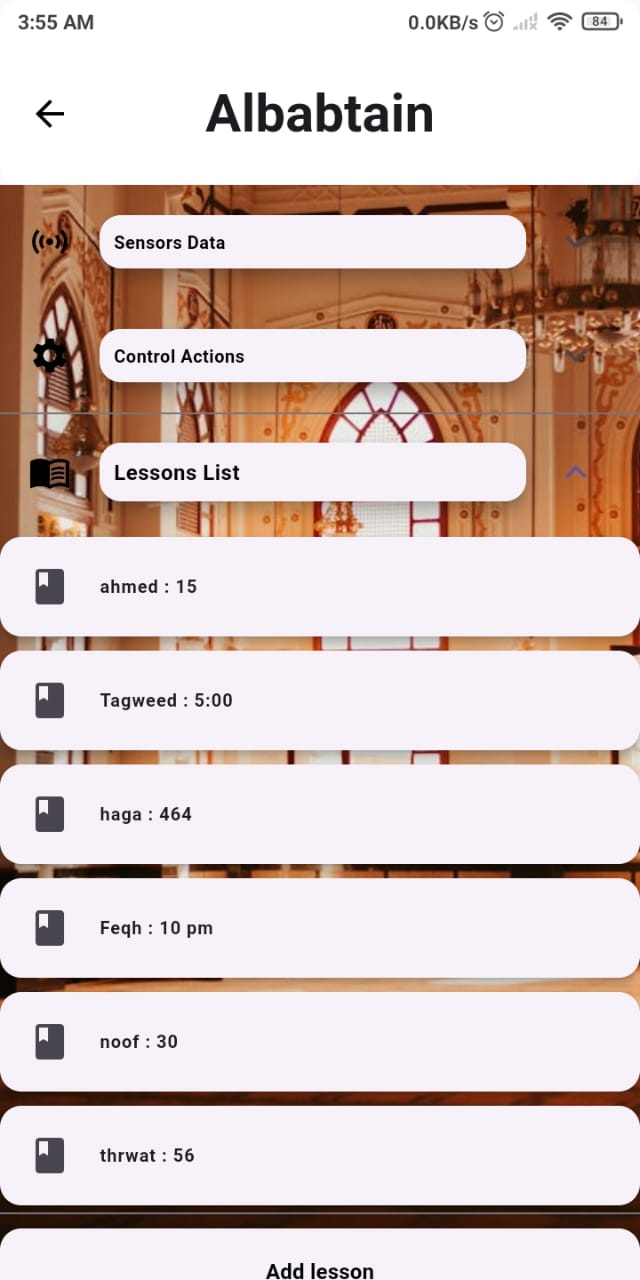 3:55 AM 0.0KB/s 84
Albabtain
Sensors Data
Control Actions
Lessons List
ahmed : 15
Tagweed : 5:00
haga : 464
Feqh : 10 pm
noof : 30
thrwat : 56
Add lesson